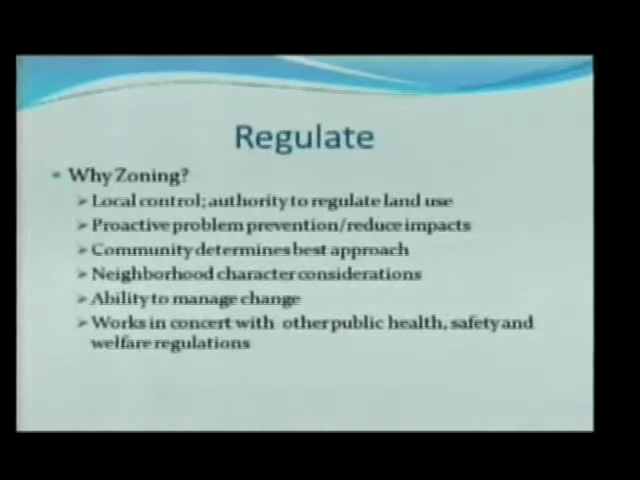 Regulate
Why Zoning?
Local control; authority to regulate land use
Proactive problem prevention/reduce impacts
Community determines best approach
Neighborhood character considerations
Ability to manage change
Works in concert with other public health, safety and
welfare regulations